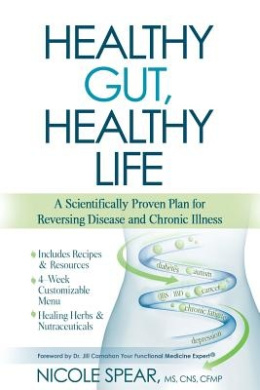 HEALTHY
GUT,
HEALTHY
LIFE
A Scientifically Proven Plan for
Reversing Disease and Chronic Illness
Includes Recipes
& Resources
4-Week
Customizable
Menu
Healing Herbs &
Nutraceuticals
diabetes autism
IBS IBD cancer
chronic fatigue
depression
Foreword by Dr. Jill Carnahan Your Functional Medicine Expert®
NICOLE SPEAR, MS, CNS, CFMP